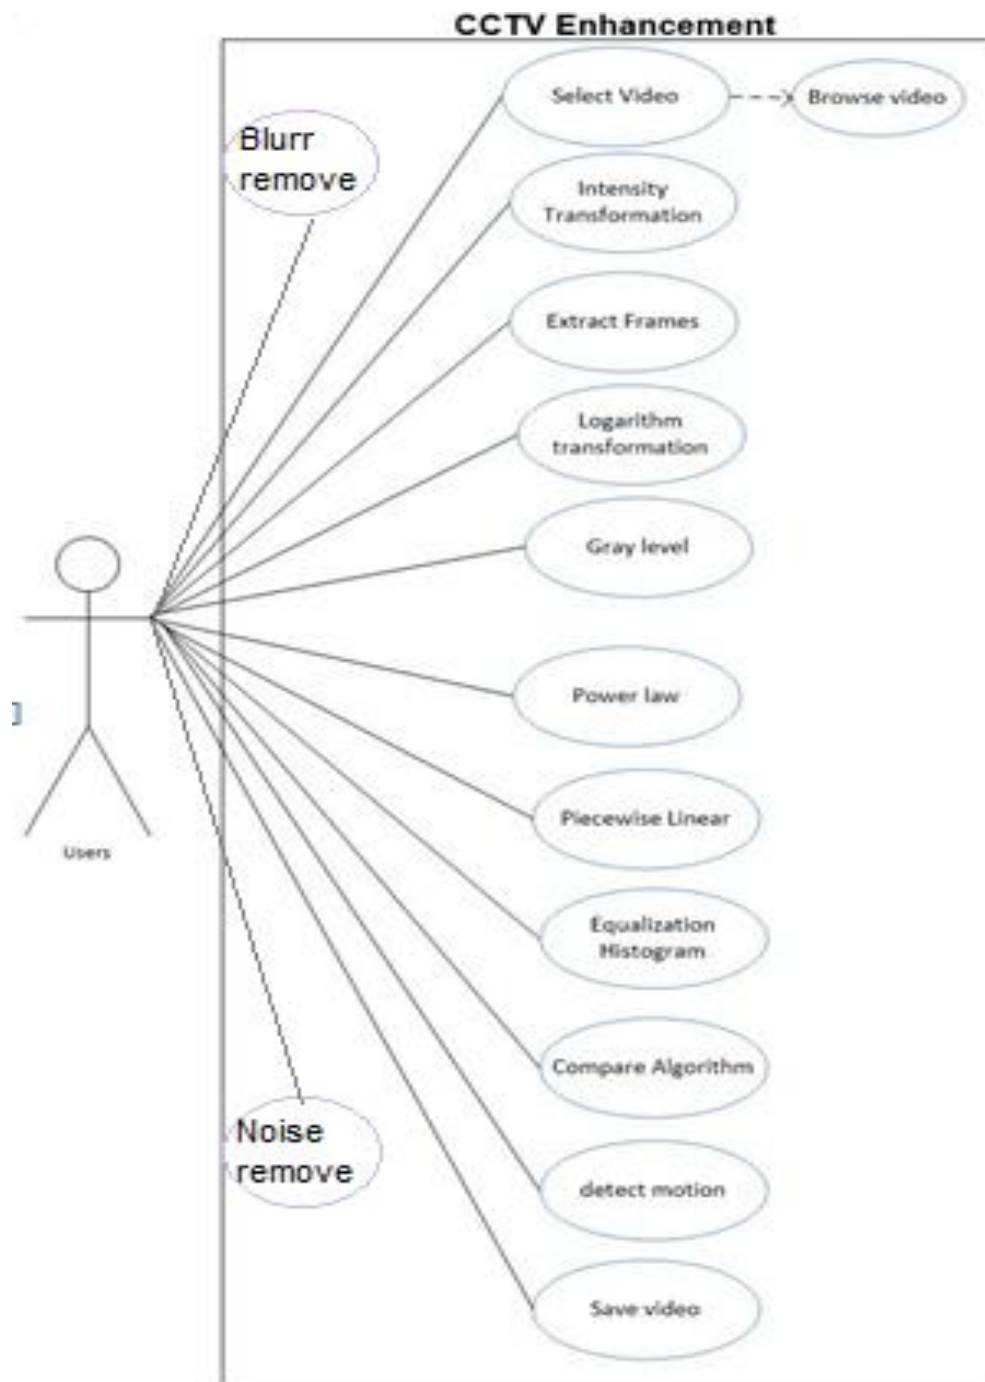 CCTV Enhancement
Select Video
Browse video
Blurr
remove
Intensity
Transformation
Extract Frames
Logarithm
transformation
Gray level
Power law
Piecewise Linear
Users
Equalization
Histogram
Compare Algorithm
Noise
remove
detect motion
Save video